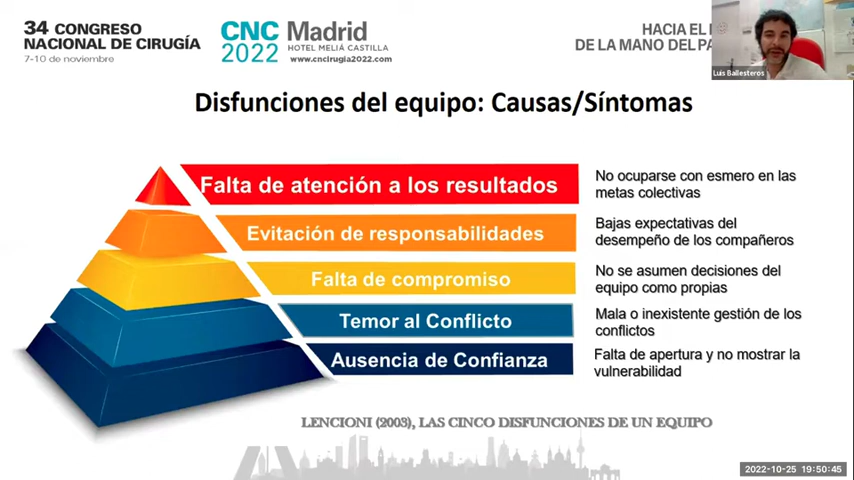 34 CONGRESO
NACIONAL DE CIRUGÍA
7-10 de noviembre
CNC
2022
Madrid
HOTEL MELIÁ CASTILLA
www.cncirugia2022.com
HACIA EL
DE LA MANO DEL
Luis Ballesteros
Disfunciones del equipo: Causas/Síntomas
Falta de atención a los resultados
No ocuparse con esmero en las
metas colectivas
Evitación de responsabilidades
Bajas expectativas del
desempeño de los compañeros
Falta de compromiso
No se asumen decisiones del
equipo como propias
Temor al Conflicto
Mala o inexistente gestión de los
conflictos
Ausencia de Confianza
Falta de apertura y no mostrar la
vulnerabilidad
LENCIONI (2003), LAS CINCO DISFUNCIONES DE UN EQUIPO
2022-10-25 19:50:45